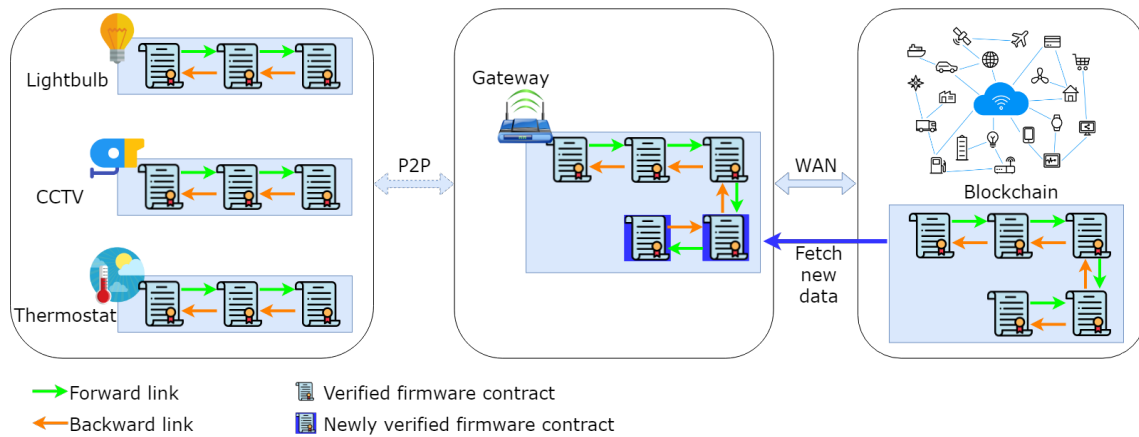 Lightbulb
CCTV
Thermostat
P2P
Gateway
WAN
Fetch
new
data
Blockchain
Forward link
Backward link
Verified firmware contract
Newly verified firmware contract